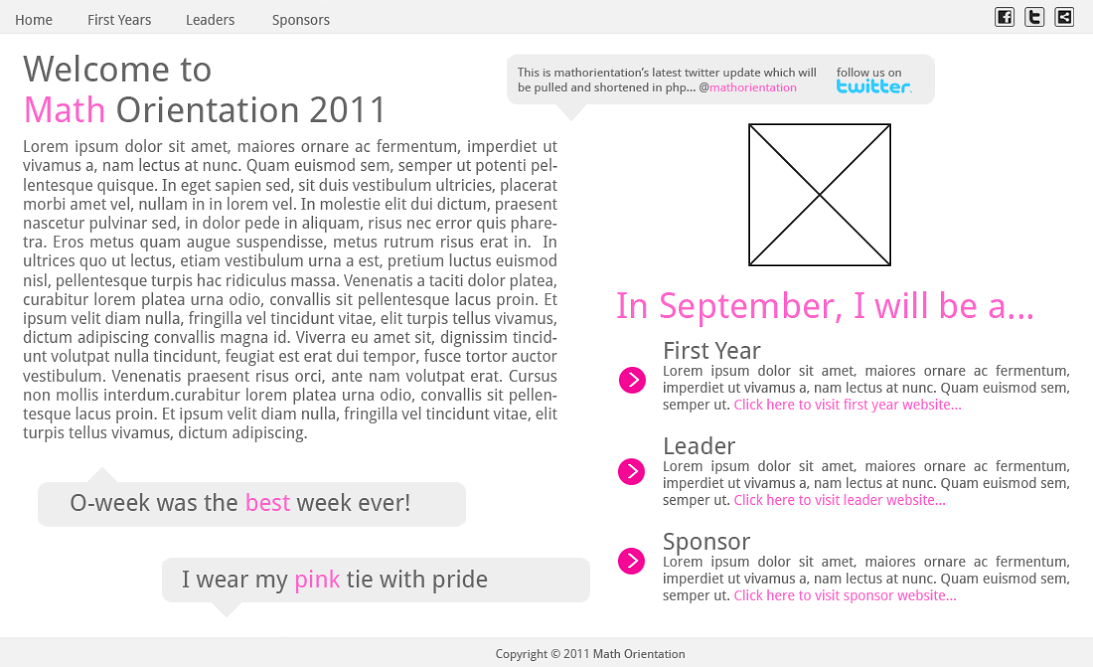 Home First Years Leaders Sponsors
Welcome to
Math Orientation 2011
Lorem ipsum dolor sit amet, maiores ornare ac fermentum, imperdiet ut
vivamus a, nam lectus at nunc. Quam euismod sem, semper ut potenti pel-
lentesque quisque. In eget sapien sed, sit duis vestibulum ultricies, placerat
morbi amet vel, nullam in in lorem vel. In molestie elit dui dictum, praesent
nascetur pulvinar sed, in dolor pede in aliquam, risus nec error quis phare-
tra. Eros metus quam augue suspendisse, metus rutrum risus erat in.  In
ultrices quo ut lectus, etiam vestibulum urna a est, pretium luctus euismod
nisl, pellentesque turpis hac ridiculus massa. Venenatis a taciti dolor platea,
curabitur lorem platea urna odio, convallis sit pellentesque lacus proin. Et
ipsum velit diam nulla, fringilla vel tincidunt vitae, elit turpis tellus vivamus,
dictum adipiscing convallis magna id. Viverra eu amet sit, dignissim tincid-
unt volutpat nulla tincidunt, feugiat est erat dui tempor, fusce tortor auctor
vestibulum. Venenatis praesent risus orci, ante nam volutpat erat. Cursus
non mollis interdum.curabitur lorem platea urna odio, convallis sit pellen-
tesque lacus proin. Et ipsum velit diam nulla, fringilla vel tincidunt vitae, elit
turpis tellus vivamus, dictum adipiscing.
O-week was the best week ever!
I wear my pink tie with pride
This is mathorientation's latest twitter update which will
be pulled and shortened in php... @mathorientation
follow us on
twitter
In September, I will be a...
First Year
Lorem ipsum dolor sit amet, maiores ornare ac fermentum,
imperdiet ut vivamus a, nam lectus at nunc. Quam euismod sem,
semper ut. Click here to visit first year website...
Leader
Lorem ipsum dolor sit amet, maiores ornare ac fermentum,
imperdiet ut vivamus a, nam lectus at nunc. Quam euismod sem,
semper ut. Click here to visit leader website...
Sponsor
Lorem ipsum dolor sit amet, maiores ornare ac fermentum,
imperdiet ut vivamus a, nam lectus at nunc. Quam euismod sem,
semper ut. Click here to visit sponsor website...
Copyright © 2011 Math Orientation